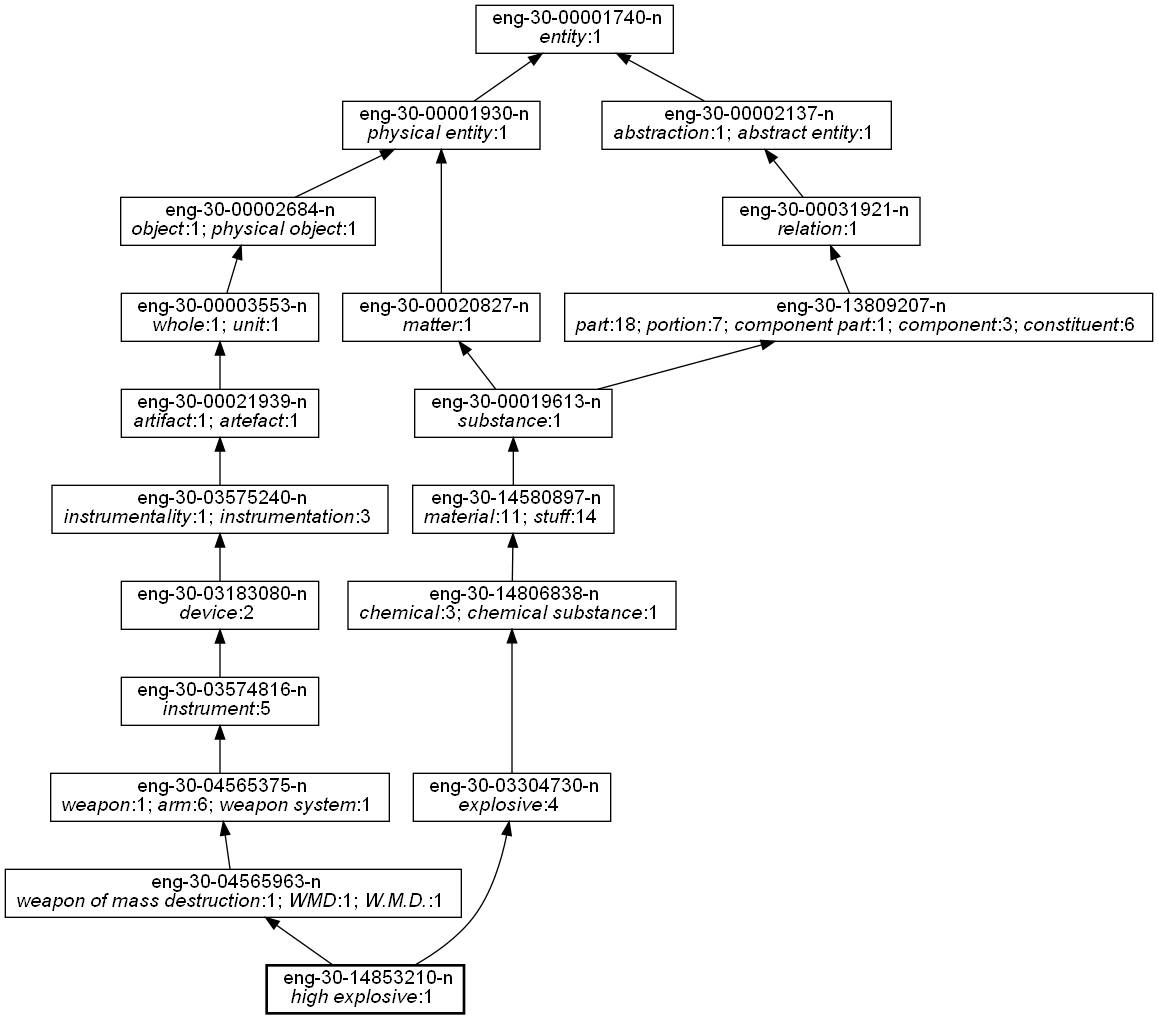 eng-30-00001740-n
entity:1
eng-30-00001930-n
physical entity:1
eng-30-00002137-n
abstraction:1; abstract entity:1
eng-30-00002684-n
object:1; physical object:1
eng-30-00031921-n
relation:1
eng-30-00003553-n
whole:1; unit:1
eng-30-00020827-n
matter:1
eng-30-13809207-n
part:18; portion:7; component part:1; component:3; constituent:6
eng-30-00021939-n
artifact:1; artefact:1
eng-30-00019613-n
substance:1
eng-30-03575240-n
instrumentality:1; instrumentation:3
eng-30-14580897-n
material:11; stuff:14
eng-30-03183080-n
device:2
eng-30-14806838-n
chemical:3; chemical substance:1
eng-30-03574816-n
instrument:5
eng-30-04565375-n
weapon:1; arm:6; weapon system:1
eng-30-03304730-n
explosive:4
eng-30-04565963-n
weapon of mass destruction:1; WMD:1; W.M.D.:1
eng-30-14853210-n
high explosive:1